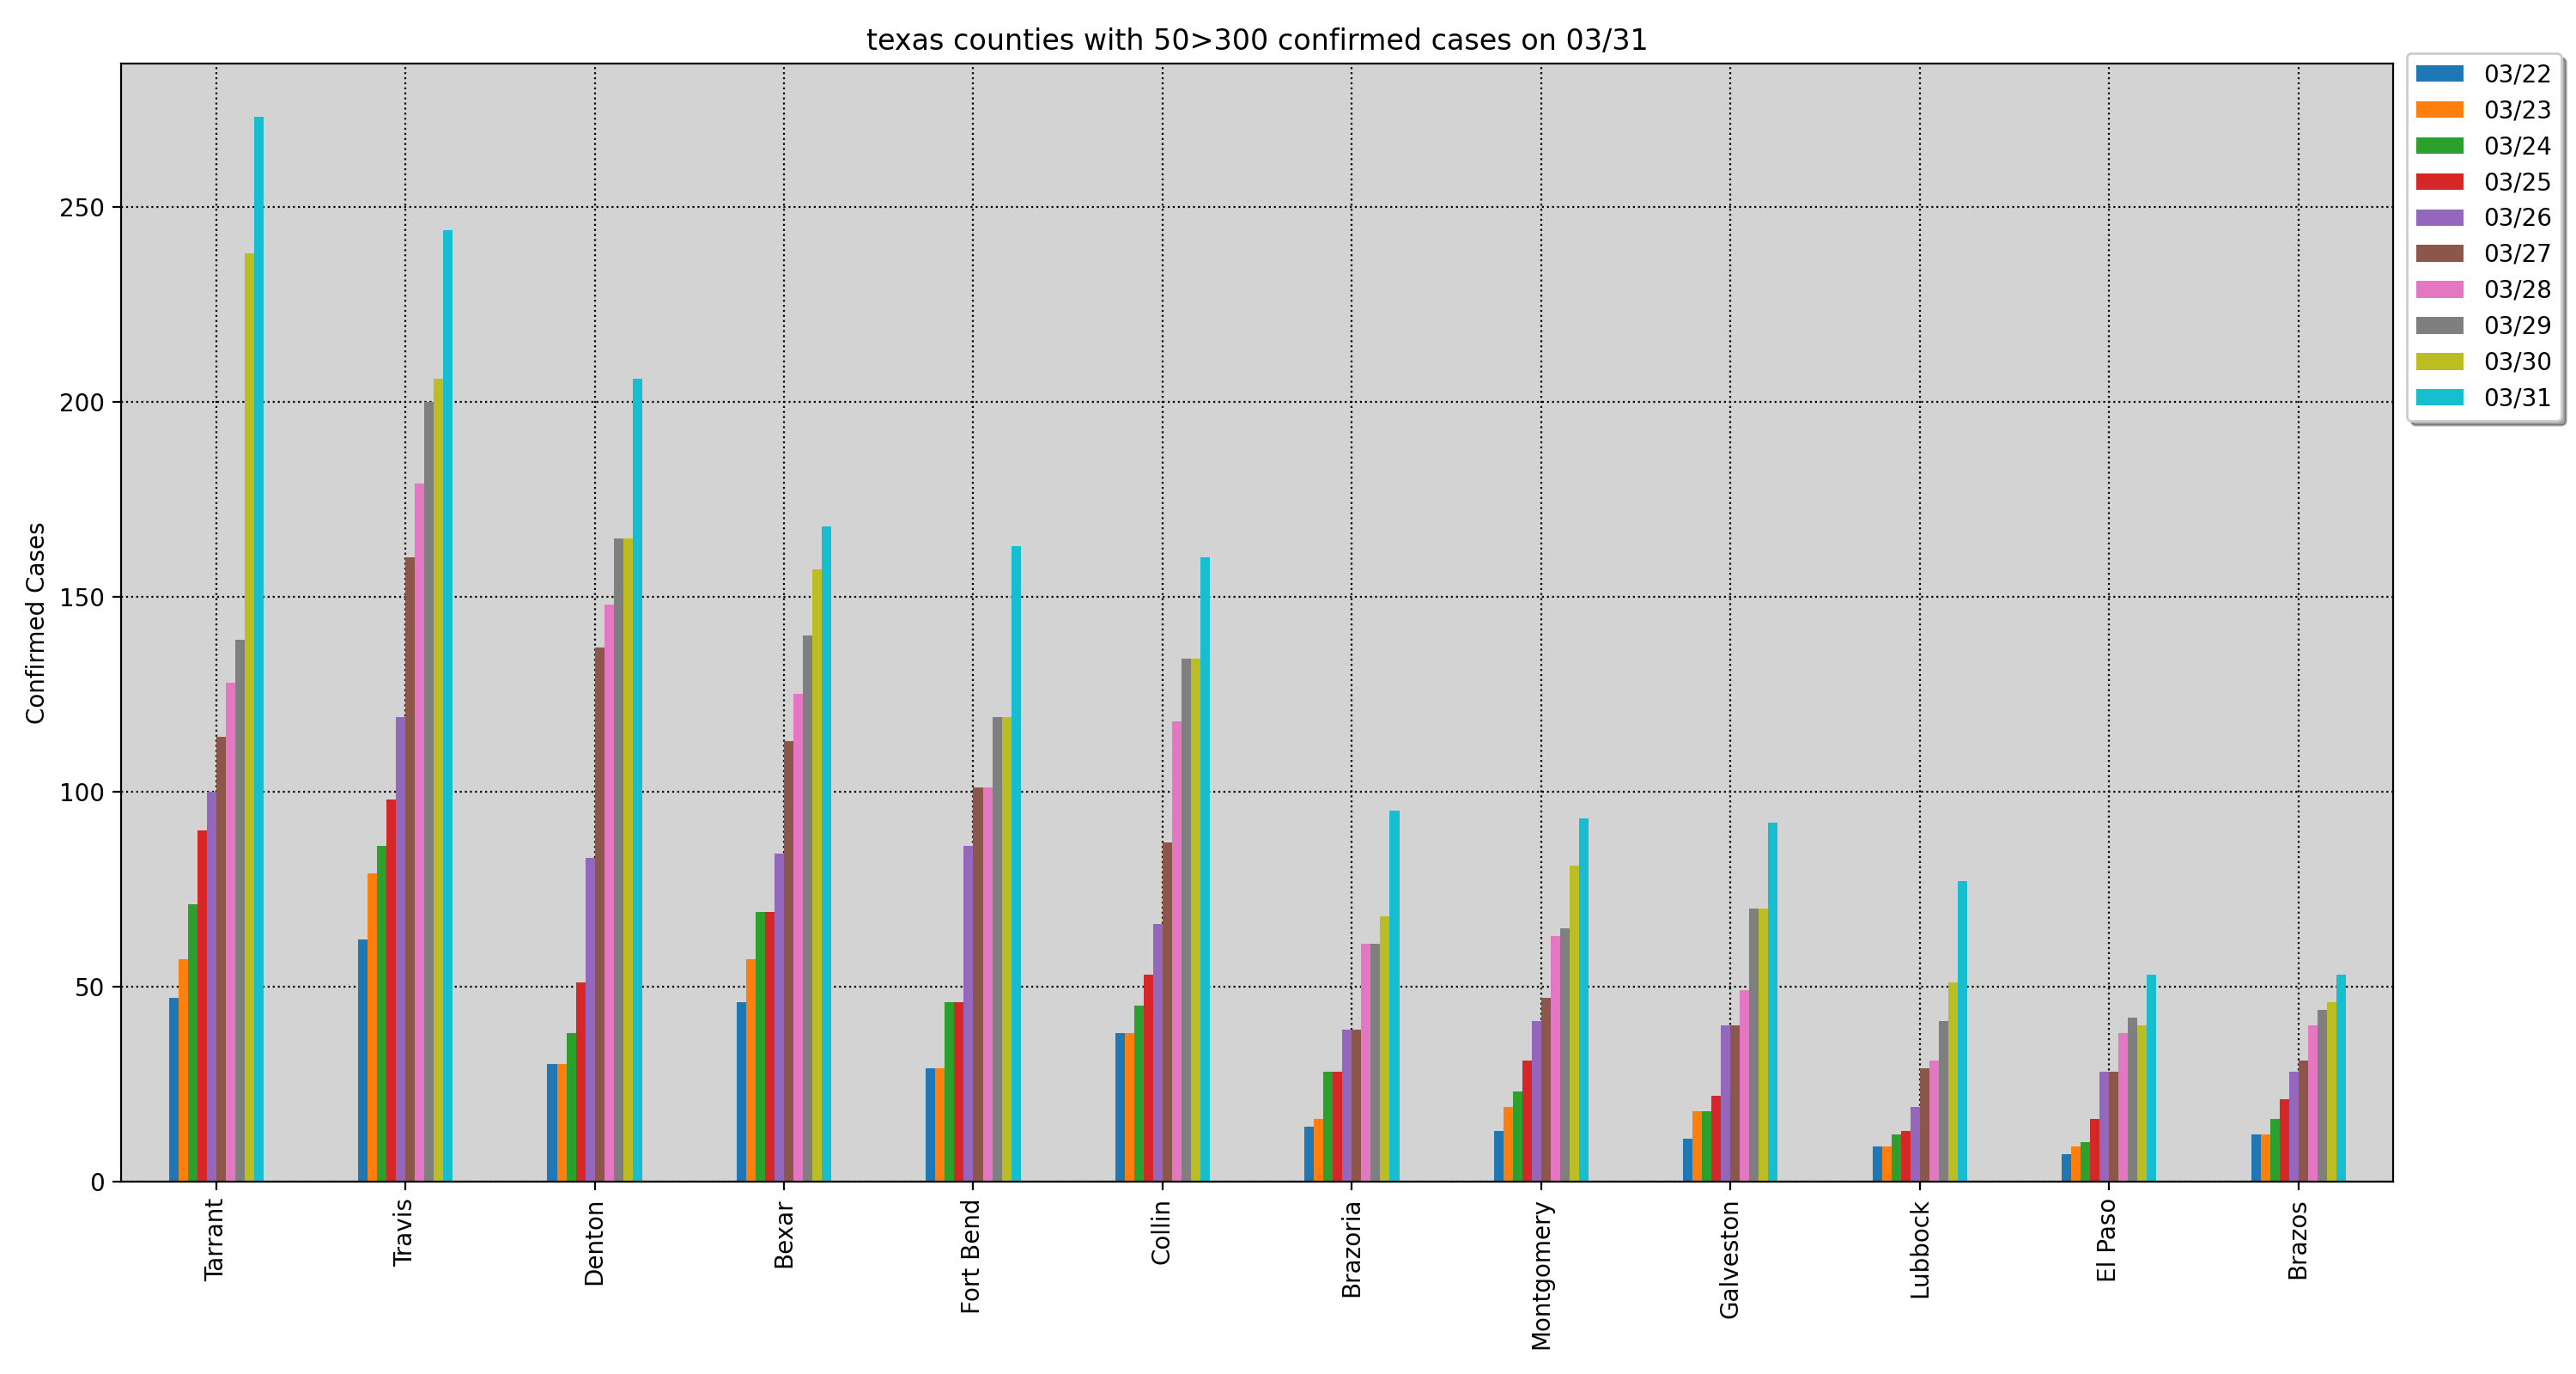 texas counties with 50>300 confirmed cases on 03/31
03/22
03/23
03/24
03/25
03/26
03/27
03/28
03/29
03/30
03/31
Confirmed Cases
250
200
150
100
50
0
Tarrant
Travis
Denton
Bexar
Fort Bend
Collin
Brazoria
Montgomery
Galveston
Lubbock
El Paso
Brazos